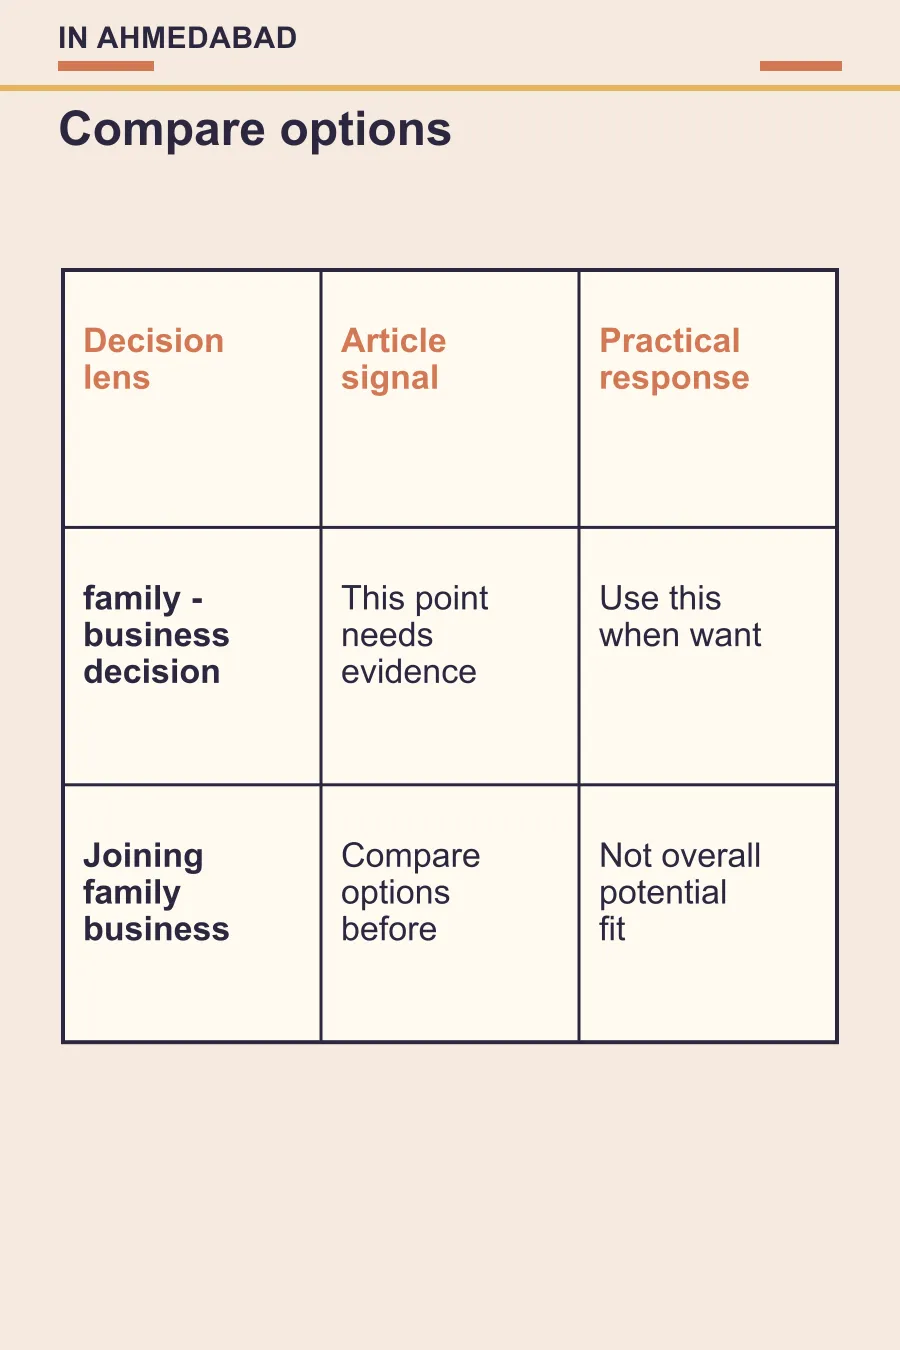 IN AHMEDABAD
Compare options
Decision
lens
Article
signal
Practical
response
family -
business
decision
This point
needs
evidence
Use this
when want
Joining
family
business
Compare
options
before
Not overall
potential
fit